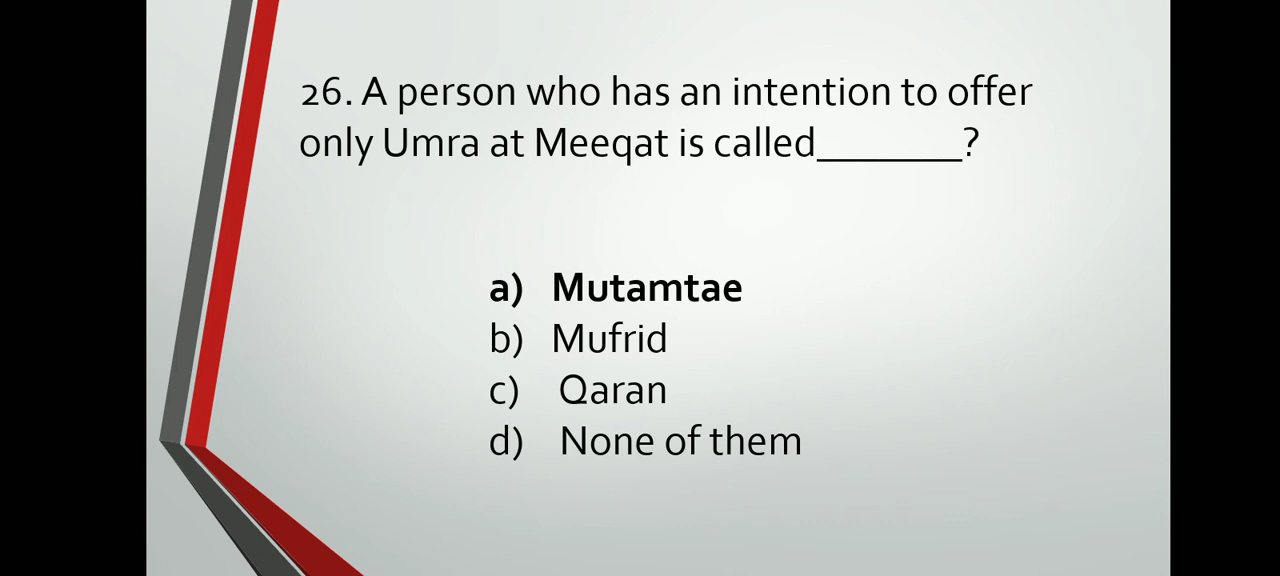 26. A person who has an intention to offer
only Umra at Meeqat is called_______?
a) Mutamtae
b) Mufrid
c) Qaran
d) None of them